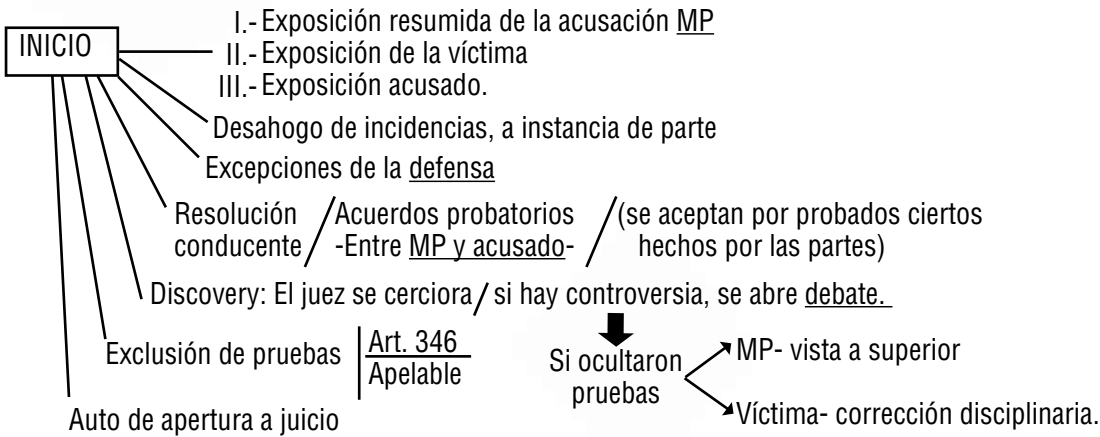 INICIO
I.- Exposición resumida de la acusación MP
II.- Exposición de la víctima
III.- Exposición acusado.
Desahogo de incidencias, a instancia de parte
Excepciones de la defensa
Resolución conducente
Acuerdos probatorios
-Entre MP y acusado-
(se aceptan por probados ciertos
hechos por las partes)
Discovery: El juez se cerciora / si hay controversia, se abre debate.
Exclusión de pruebas
Art. 346
Apelable
Si ocultaron
pruebas
MP- vista a superior
Víctima- corrección disciplinaria.
Auto de apertura a juicio